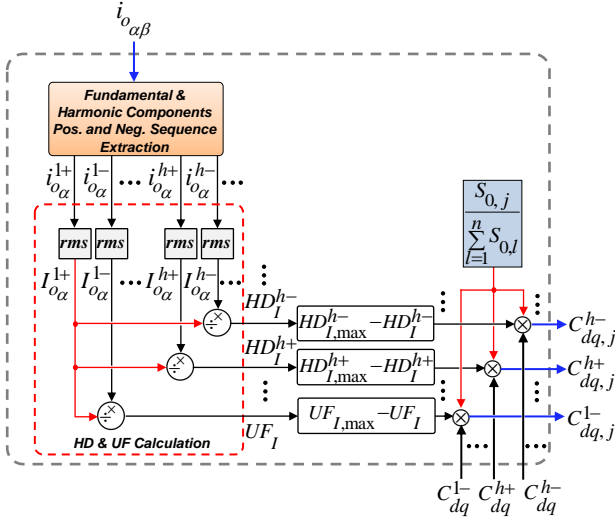 i_{o_{αβ}}
Fundamental &
Harmonic Components
Pos. and Neg. Sequence
Extraction
i_{o_α}^{1+} i_{o_α}^{1-} ... i_{o_α}^{h+} i_{o_α}^{h-} ...
rms rms rms rms
I_{o_α}^{1+} I_{o_α}^{1-} ... I_{o_α}^{h+} I_{o_α}^{h-} ...
S_{0,j}
\sum_{l=1}^{n} S_{0,l}
HD_I^{h-}
HD_{I,max}^{h-} - HD_I^{h-}
÷ ×
C_{dq,j}^{h-}
HD_I^{h+}
HD_{I,max}^{h+} - HD_I^{h+}
÷ ×
C_{dq,j}^{h+}
÷ ×
UF_{I,max} - UF_I
C_{dq,j}^{1-}
HD & UF Calculation
UF_I
C_{dq}^{1-} C_{dq}^{h+} C_{dq}^{h-}